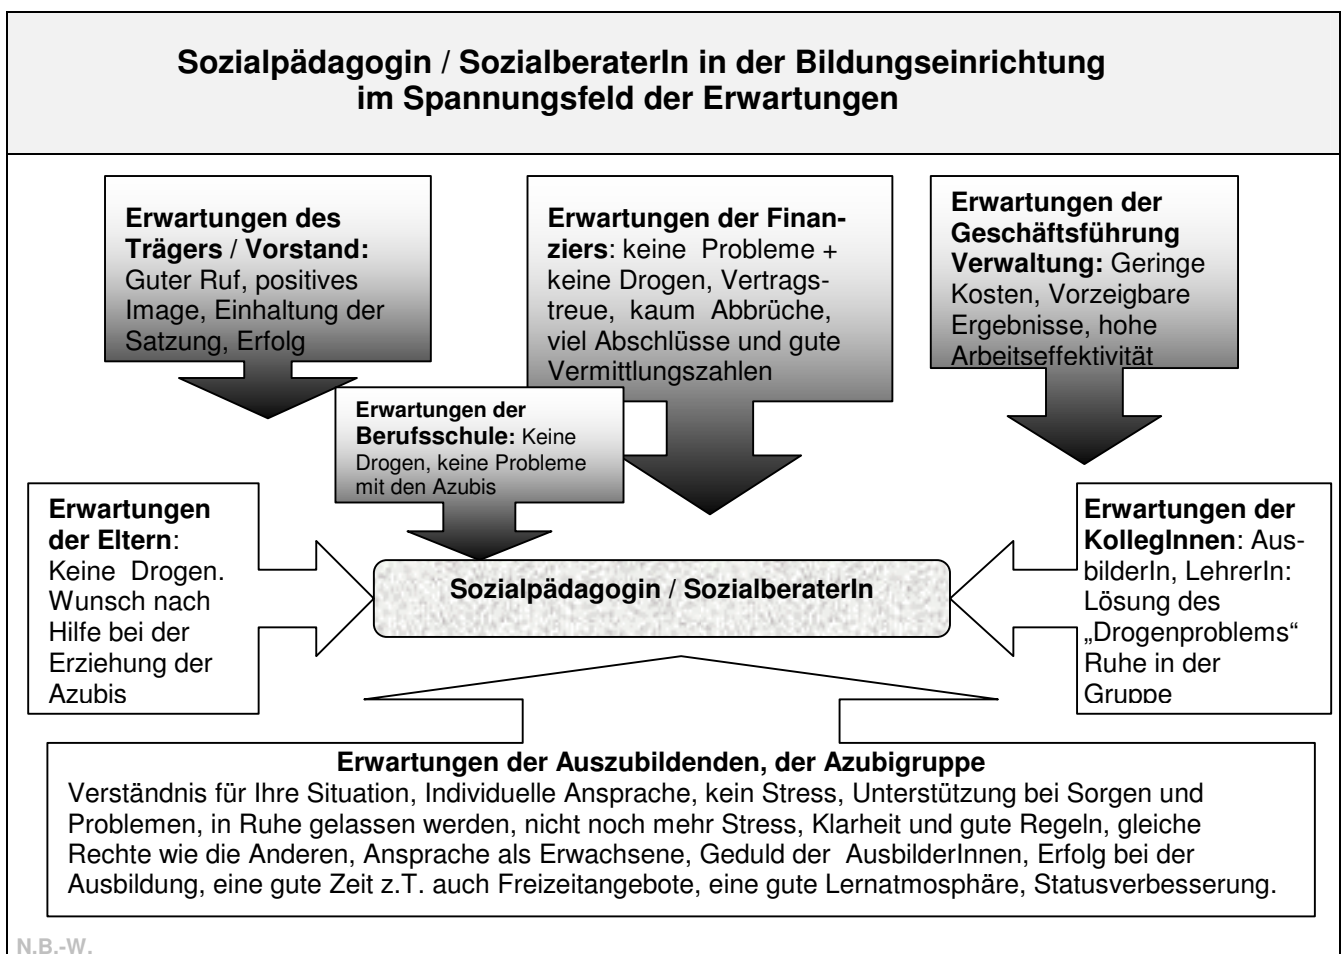 Sozialpädagogin / SozialberaterIn in der Bildungseinrichtung
im Spannungsfeld der Erwartungen
Erwartungen des
Trägers / Vorstand:
Guter Ruf, positives
Image, Einhaltung der
Satzung, Erfolg
Erwartungen der Finan-
ziers: keine Probleme +
keine Drogen, Vertrags-
treue, kaum Abbrüche,
viel Abschlüsse und gute
Vermittlungszahlen
Erwartungen der
Geschäftsführung
Verwaltung: Geringe
Kosten, Vorzeigbare
Ergebnisse, hohe
Arbeitseffektivität
Erwartungen der
Berufsschule: Keine
Drogen, keine Probleme
mit den Azubis
Erwartungen
der Eltern:
Keine Drogen.
Wunsch nach
Hilfe bei der
Erziehung der
Azubis
Sozialpädagogin / SozialberaterIn
Erwartungen der
KollegInnen: Aus-
bilderIn, LehrerIn:
Lösung des
„Drogenproblems“
Ruhe in der
Gruppe
Erwartungen der Auszubildenden, der Azubigruppe
Verständnis für Ihre Situation, Individuelle Ansprache, kein Stress, Unterstützung bei Sorgen und
Problemen, in Ruhe gelassen werden, nicht noch mehr Stress, Klarheit und gute Regeln, gleiche
Rechte wie die Anderen, Ansprache als Erwachsene, Geduld der AusbilderInnen, Erfolg bei der
Ausbildung, eine gute Zeit z.T. auch Freizeitangebote, eine gute Lernatmosphäre, Statusverbesserung.
N.B.-W.